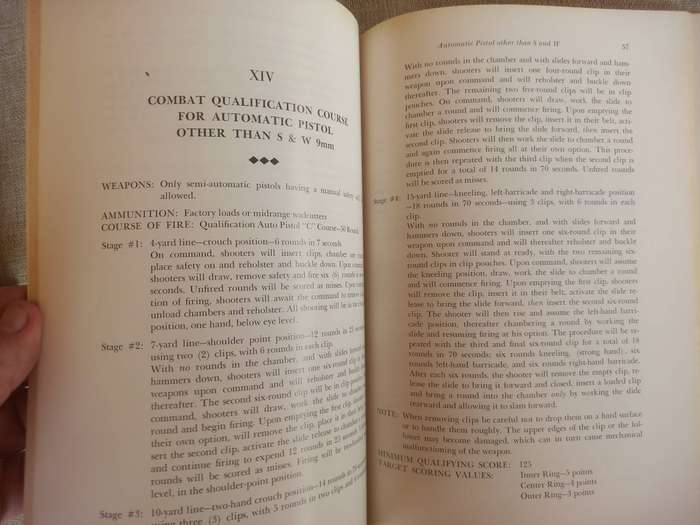 XIV
COMBAT QUALIFICATION COURSE
FOR AUTOMATIC PISTOL
OTHER THAN S & W 9mm
WEAPONS: Only semi-automatic pistols having a manual safety will
allowed.
AMMUNITION: Factory loads or midrange wadcutters
COURSE OF FIRE: Qualification Auto Pistol "C" Course—50 Rounds
Stage #1: 4-yard line—crouch position—6 rounds in 7 seconds
On command, shooters will insert clips, chamber
place safety on and reholster and buckle down. Upon
shooters will draw, remove safety and fire six (6)
seconds. Unfired rounds will be scored as misses. Upon
tion of firing, shooters will await the command to remove
unload chambers and reholster. All shooting will be
position, one hand, below eye level.
Stage #2: 7-yard line—shoulder point position—12 rounds in 25
using two (2) clips, with 6 rounds in each clip.
With no rounds in the chamber, and with slides forward
hammers down, shooters will insert one six-round clip
weapons upon command and will reholster and buckle
thereafter. The second six-round clip will be in clip
command, shooters will draw, work the slide to
round and begin firing. Upon emptying the first clip
their own option, will remove the clip, place it in
sert the second clip, activate the slide release to chamber
and continue firing to expend 12 rounds in 25 seconds
rounds will be scored as misses. Firing will be
level, in the shoulder-point position.
Stage #3: 10-yard line—two-hand crouch position—14 rounds in 70
using three (3) clips, with 5 rounds in two clips and 4
Automatic Pistol other than S and W 57
With no rounds in the chamber and with slides forward and ham-
mers down, shooters will insert one four-round clip in their
weapon upon command and will reholster and buckle down
thereafter. The remaining two five-round clips will be in clip
pouches. On command, shooters will draw, work the slide to
chamber a round and will commence firing. Upon emptying the
first clip, shooters will remove the clip, insert it in their belt, acti-
vate the slide release to bring the slide forward, then insert the
second clip. Shooters will then work the slide to chamber a round
and again commence firing all at their own option. This proce-
dure is then repeated with the third clip when the second clip is
emptied for a total of 14 rounds in 70 seconds. Unfired rounds
will be scored as misses.
Stage #4: 15-yard line—kneeling, left-barricade and right-barricade position
—18 rounds in 70 seconds—using 3 clips, with 6 rounds in each
clip.
With no rounds in the chamber, and with slides forward and
hammers down, shooters will insert one six-round clip in their
weapon upon command and will thereafter reholster and buckle
down. Shooter will stand at ready, with the two remaining six-
round clips in clip pouches. Upon command, shooters will assume
the kneeling position, draw, work the slide to chamber a round
and will commence firing. Upon emptying the first clip, shooters
will remove the clip, insert it in their belt, activate the slide re-
lease to bring the slide forward, then insert the second six-round
clip. The shooter will then rise and assume the left-hand barri-
cade position, thereafter chambering a round by working the
slide and resuming firing at his option. The procedure will be re-
peated with the third and final six-round clip for a total of 18
rounds in 70 seconds; six rounds kneeling, (strong hand), six
rounds left-hand barricade, and six rounds right-hand barricade.
After each six rounds, the shooter will remove the empty clip, re-
lease the slide to bring it forward and closed, insert a loaded clip
and bring a round into the chamber only by working the slide
rearward and allowing it to slam forward.
NOTE: When removing clips be careful not to drop them on a hard surface
or to handle them roughly. The upper edges of the clip or the fol-
lower may become damaged, which can in turn cause mechanical
malfunctioning of the weapon.
MINIMUM QUALIFYING SCORE: 125
TARGET SCORING VALUES: Inner Ring—5 points
Center Ring—4 points
Outer Ring—3 points